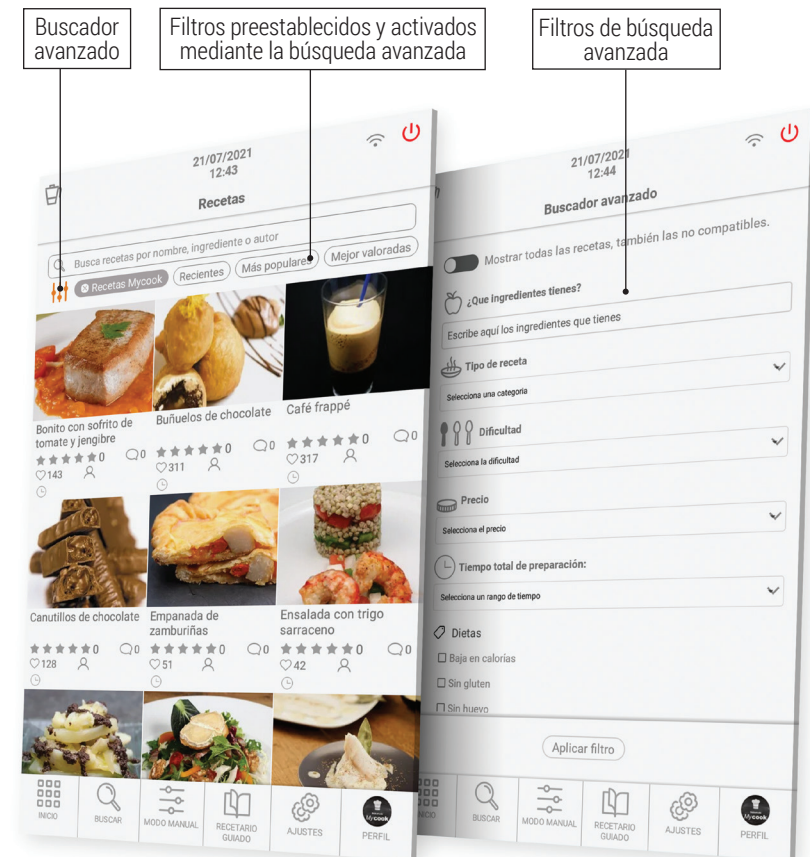 Buscador
avanzado
Filtros preestablecidos y activados
mediante la búsqueda avanzada
Filtros de búsqueda
avanzada
21/07/2021
12:43
Recetas
Busca recetas por nombre, ingrediente o autor
Recetas Mycook
Recientes
Más populares
Mejor valoradas
Bonito con sofrito de
tomate y jengibre
0 0
143
Buñuelos de chocolate
0 0
311
Café frappé
0 0
317
Canutillos de chocolate
0 0
128
Empanada de
zamburiñas
0 0
51
Ensalada con trigo
sarraceno
0 0
42
INICIO
BUSCAR
MODO MANUAL
RECETARIO
GUIADO
AJUSTES
Mycook
PERFIL
21/07/2021
12:44
Buscador avanzado
Mostrar todas las recetas, también las no compatibles.
¿Que ingredientes tienes?
Escribe aquí los ingredientes que tienes
Tipo de receta
Selecciona una categoria
Dificultad
Selecciona la dificultad
Precio
Selecciona el precio
Tiempo total de preparación:
Selecciona un rango de tiempo
Dietas
Baja en calorías
Sin gluten
Sin huevo
Aplicar filtro
INICIO
BUSCAR
MODO MANUAL
RECETARIO
GUIADO
AJUSTES
Mycook
PERFIL